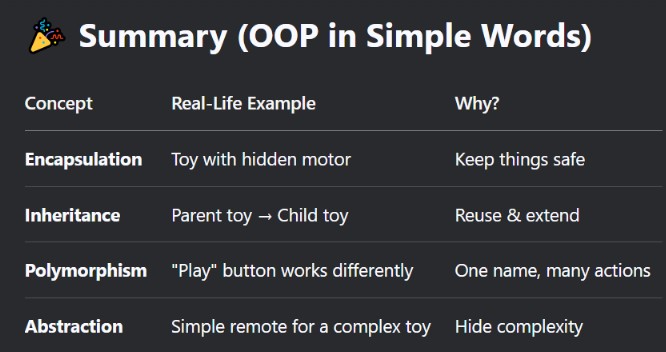 🎉 Summary (OOP in Simple Words)
Concept Real-Life Example Why?
Encapsulation Toy with hidden motor Keep things safe
Inheritance Parent toy → Child toy Reuse & extend
Polymorphism "Play" button works differently One name, many actions
Abstraction Simple remote for a complex toy Hide complexity